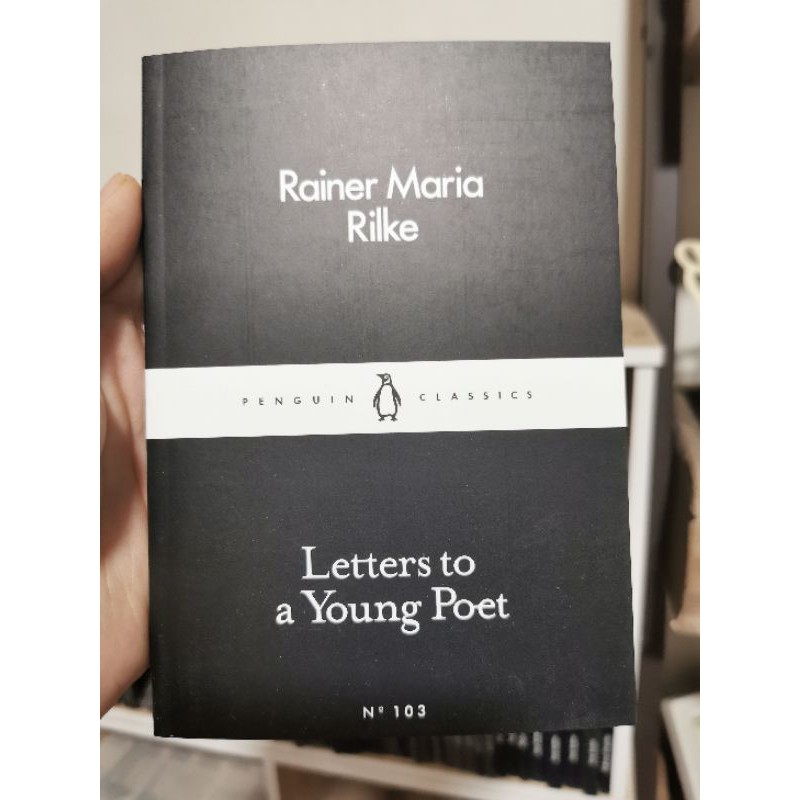 Rainer Maria
Rilke
PENGUIN CLASSICS
Letters to
a Young Poet
Nº 103